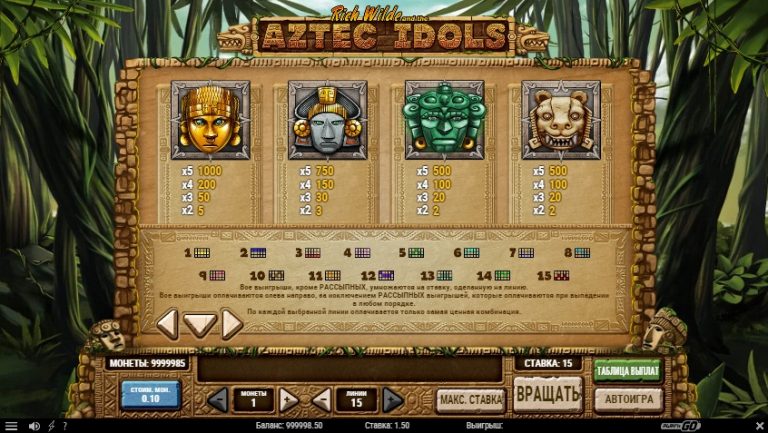 Rich Wilde and the
AZTEC IDOLS
x5 1000 x5 750 x5 500 x5 500
x4 200 x4 150 x4 100 x4 100
x3 50 x3 30 x3 20 x3 20
x2 5 x2 3 x2 2 x2 2
1 2 3 4 5 6 7 8
9 10 11 12 13 14 15
Все выигрыши, кроме РАССЫПНЫХ, умножаются на ставку, сделанную на линию.
Все выигрыши оплачиваются слева направо, за исключением РАССЫПНЫХ выигрышей, которые оплачиваются при выпадении
в любом порядке.
По каждой выбранной линии оплачивается только самая ценная комбинация.
МОНЕТЫ: 9999985
СТАВКА: 15
ТАБЛИЦА ВЫПЛАТ
СТОИМ. МОН.
0.10
МОНЕТЫ
1
ЛИНИИ
15
МАКС. СТАВКА
ВРАЩАТЬ
АВТОИГРА
Баланс: 999998.50 Ставка: 1.50 Выигрыш:
PLAY'N GO